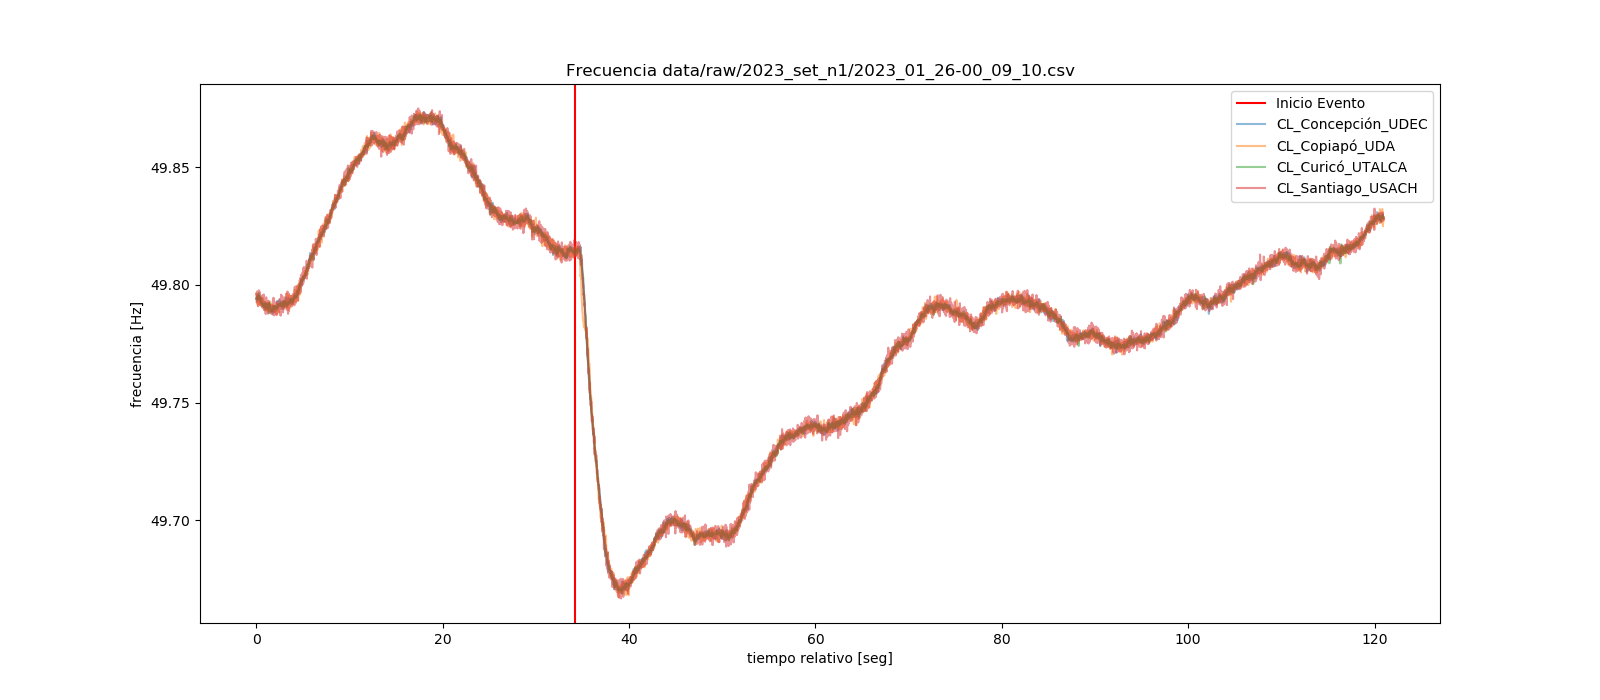 Frecuencia data/raw/2023_set_n1/2023_01_26-00_09_10.csv
Inicio Evento
CL_Concepción_UDEC
CL_Copiapó_UDA
CL_Curicó_UTALCA
CL_Santiago_USACH
frecuencia [Hz]
49.85
49.80
49.75
49.70
0
20
40
60
80
100
120
tiempo relativo [seg]